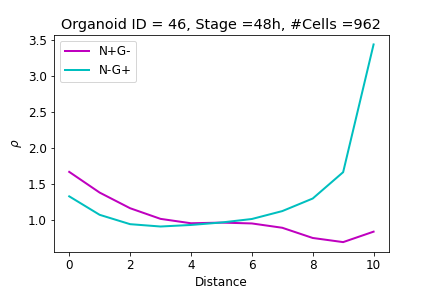 Organoid ID = 46, Stage =48h, #Cells =962
N+G-
N-G+
ρ
3.5
3.0
2.5
2.0
1.5
1.0
0 2 4 6 8 10
Distance